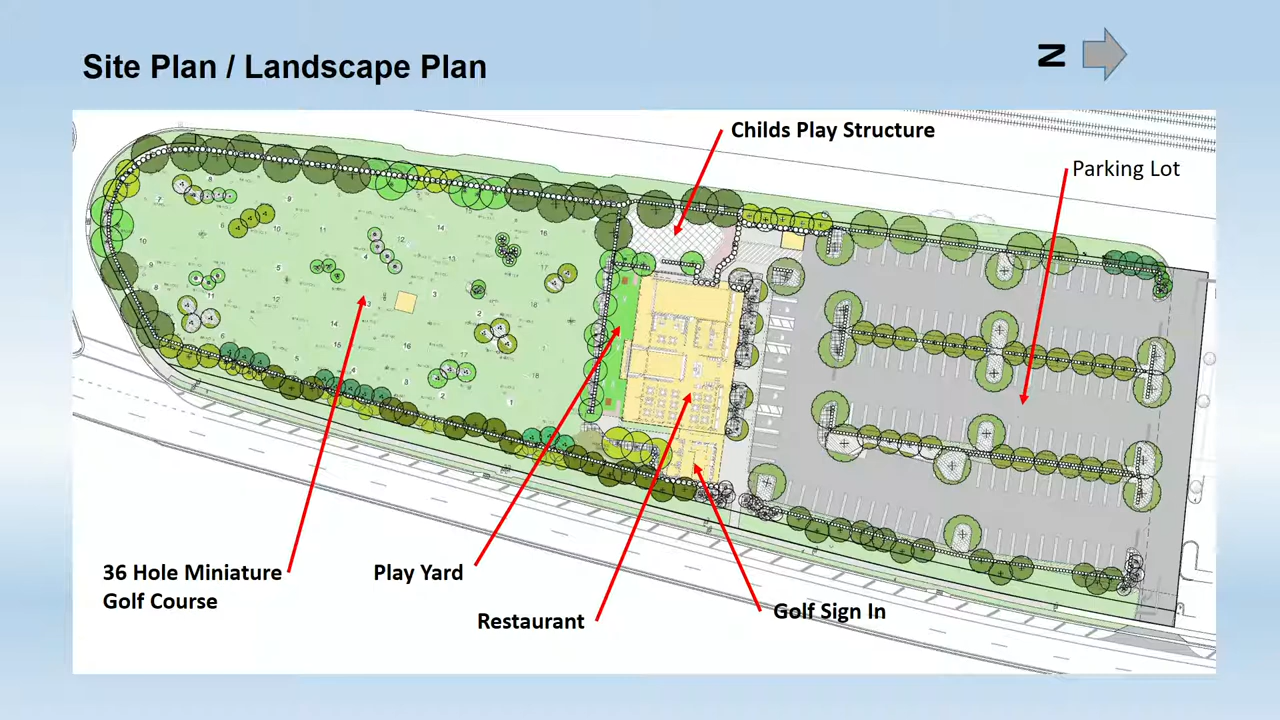 Site Plan / Landscape Plan
N
Childs Play Structure
Parking Lot
36 Hole Miniature
Golf Course
Play Yard
Restaurant
Golf Sign In